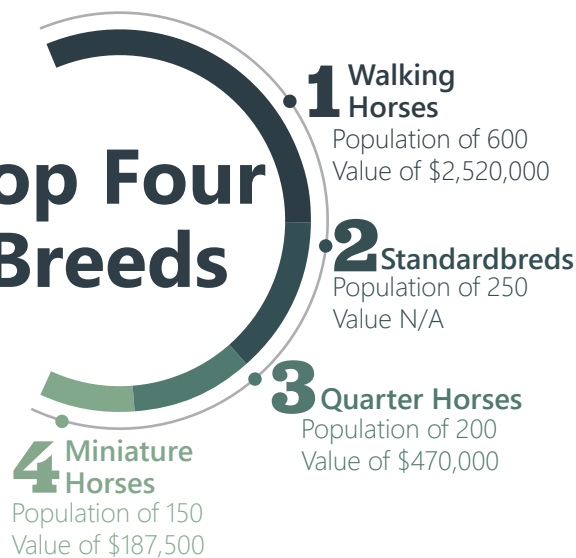 op Four
Breeds
1 Walking
Horses
Population of 600
Value of $2,520,000
2 Standardbreds
Population of 250
Value N/A
3 Quarter Horses
Population of 200
Value of $470,000
4 Miniature
Horses
Population of 150
Value of $187,500